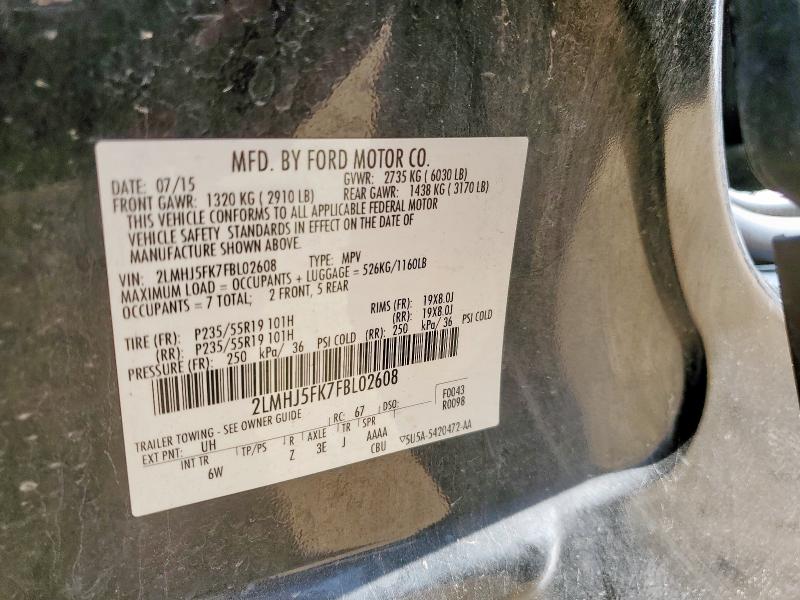 MFD. BY FORD MOTOR CO.
DATE: 07/15 GVWR: 2735 KG ( 6030 LB)
FRONT GAWR: 1320 KG ( 2910 LB) REAR GAWR: 1438 KG ( 3170 LB)
THIS VEHICLE CONFORMS TO ALL APPLICABLE FEDERAL MOTOR
VEHICLE SAFETY STANDARDS IN EFFECT ON THE DATE OF
MANUFACTURE SHOWN ABOVE.
VIN: 2LMHJ5FK7FBL02608 TYPE: MPV
MAXIMUM LOAD = OCCUPANTS + LUGGAGE = 526KG/1160LB
OCCUPANTS = 7 TOTAL; 2 FRONT, 5 REAR
TIRE (FR): P235/55R19 101H RIMS (FR): 19X8.0J
(RR): P235/55R19 101H (RR): 19X8.0J
PRESSURE (FR): 250 kPa/ 36 PSI COLD (RR): 250 kPa/ 36 PSI COLD
2LMHJ5FK7FBL02608
F0043
R0098
TRAILER TOWING - SEE OWNER GUIDE RC: 67 DSO:
EXT PNT: UH TP/PS R AXLE TR SPR
INT TR Z 3E J AAAA
6W CBU
5U5A-5420472-AA